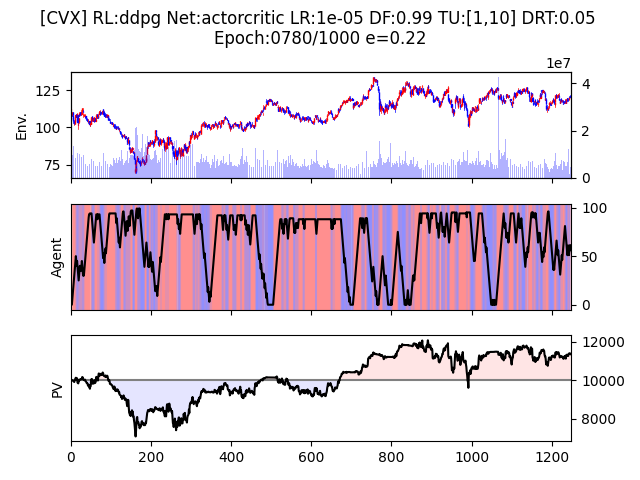 [CVX] RL:ddpg Net:actorcritic LR:1e-05 DF:0.99 TU:[1,10] DRT:0.05
Epoch:0780/1000 e=0.22
1e7
125
100
75
Env.
4
2
0
Agent
100
50
0
PV
12000
10000
8000
0 200 400 600 800 1000 1200